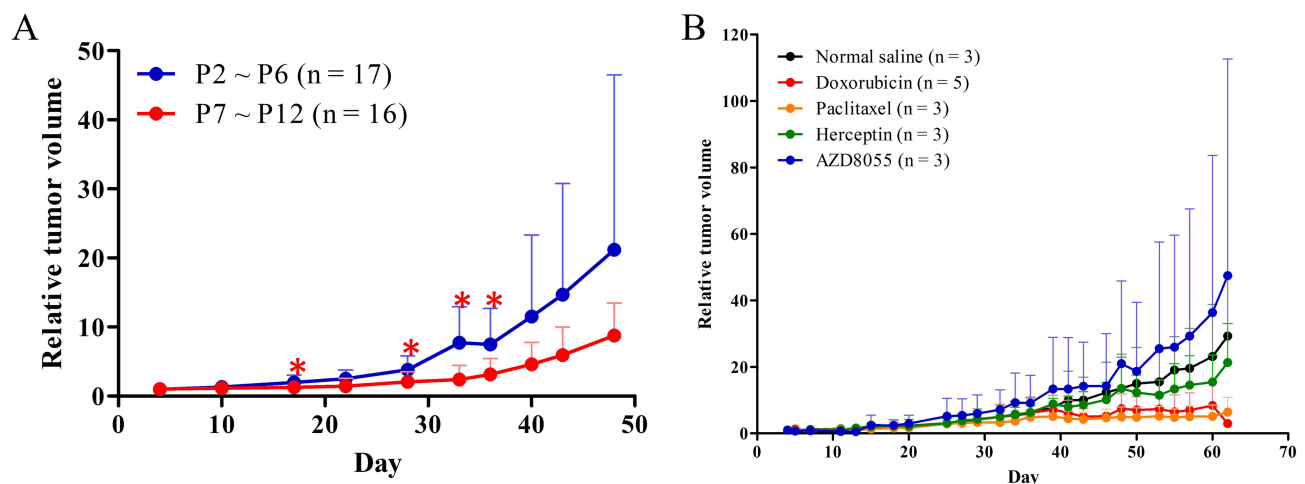 A
Relative tumor volume
50
40
30
20
10
0
P2 ~ P6 (n = 17)
P7 ~ P12 (n = 16)
*
*
*
*
0
10
20
30
40
50
Day
B
Relative tumor volume
120
100
80
60
40
20
0
Normal saline (n = 3)
Doxorubicin (n = 5)
Paclitaxel (n = 3)
Herceptin (n = 3)
AZD8055 (n = 3)
0
10
20
30
40
50
60
70
Day